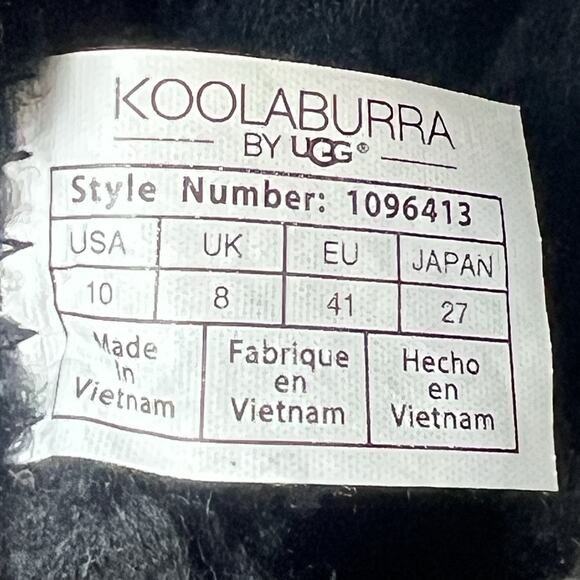 KOOLABURRA
BY UGG®
Style Number: 1096413
USA UK EU JAPAN
10 8 41 27
Made in Vietnam
Fabrique en Vietnam
Hecho en Vietnam